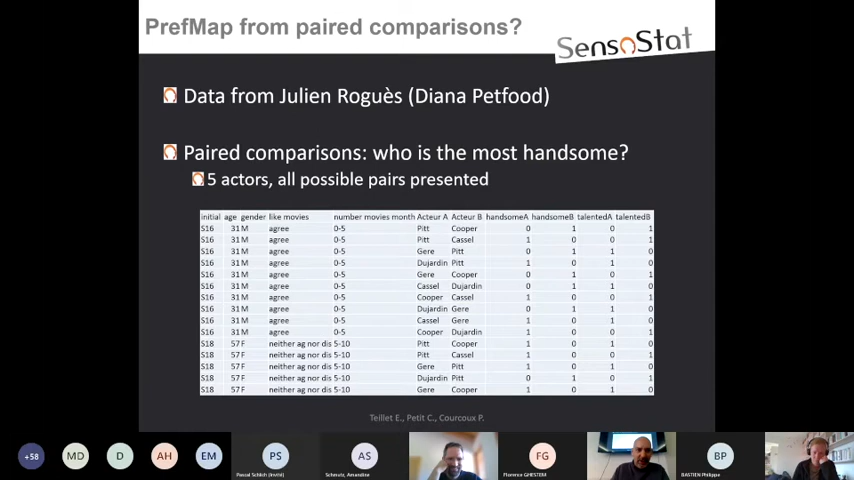 PrefMap from paired comparisons?
SensoStat
Data from Julien Roguès (Diana Petfood)
Paired comparisons: who is the most handsome?
5 actors, all possible pairs presented
initial age gender like movies number movies month Acteur A Acteur B handsomeA handsomeB talentedA talentedB
S16 31 M agree 0-5 Pitt Cooper 0 1 0 1
S16 31 M agree 0-5 Pitt Cassel 1 0 0 1
S16 31 M agree 0-5 Gere Pitt 0 1 1 0
S16 31 M agree 0-5 Dujardin Pitt 0 1 1 0
S16 31 M agree 0-5 Gere Cooper 0 1 0 1
S16 31 M agree 0-5 Cassel Dujardin 0 1 1 0
S16 31 M agree 0-5 Cooper Cassel 1 0 1 0
S16 31 M agree 0-5 Dujardin Gere 1 0 1 0
S16 31 M agree 0-5 Cassel Gere 1 0 1 0
S16 31 M agree 0-5 Cooper Dujardin 1 0 0 1
S18 57 F neither ag nor dis 5-10 Pitt Cooper 1 0 1 0
S18 57 F neither ag nor dis 5-10 Pitt Cassel 1 0 1 0
S18 57 F neither ag nor dis 5-10 Gere Pitt 1 0 1 0
S18 57 F neither ag nor dis 5-10 Dujardin Pitt 0 1 0 1
S18 57 F neither ag nor dis 5-10 Gere Cooper 1 0 1 0
Teillet E., Petit C., Courcoux P.
+58 MD D AH EM PS AS FG BP
Pascal Schlich (Invité) Schmutz, Amandine Florence GHESTEM BASTIEN Philippe